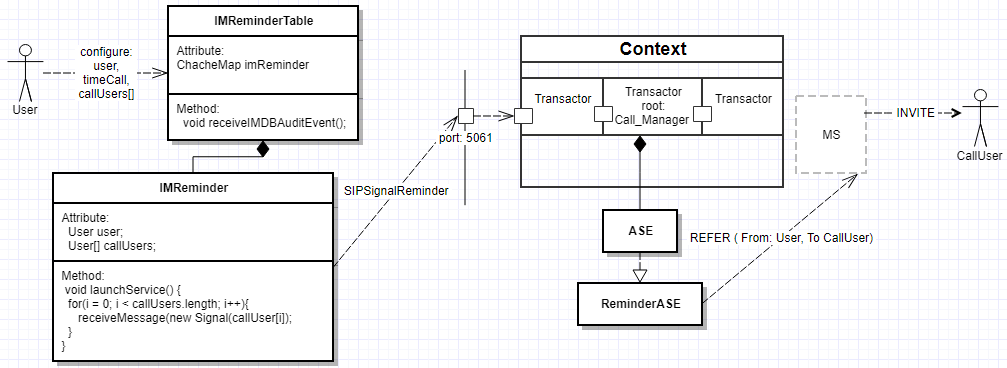 User
configure:
user,
timeCall,
callUsers[]
IMReminderTable
Attribute:
ChacheMap imReminder
Method:
void receiveIMDBAuditEvent();
IMReminder
Attribute:
User user;
User[] callUsers;
Method:
void launchService() {
for(i = 0; i < callUsers.length; i++){
receiveMessage(new Signal(callUser[i]);
}
}
SIPSignalReminder
port: 5061
Context
Transactor
Transactor
root:
Call_Manager
Transactor
ASE
ReminderASE
REFER ( From: User, To CallUser)
MS
INVITE
CallUser